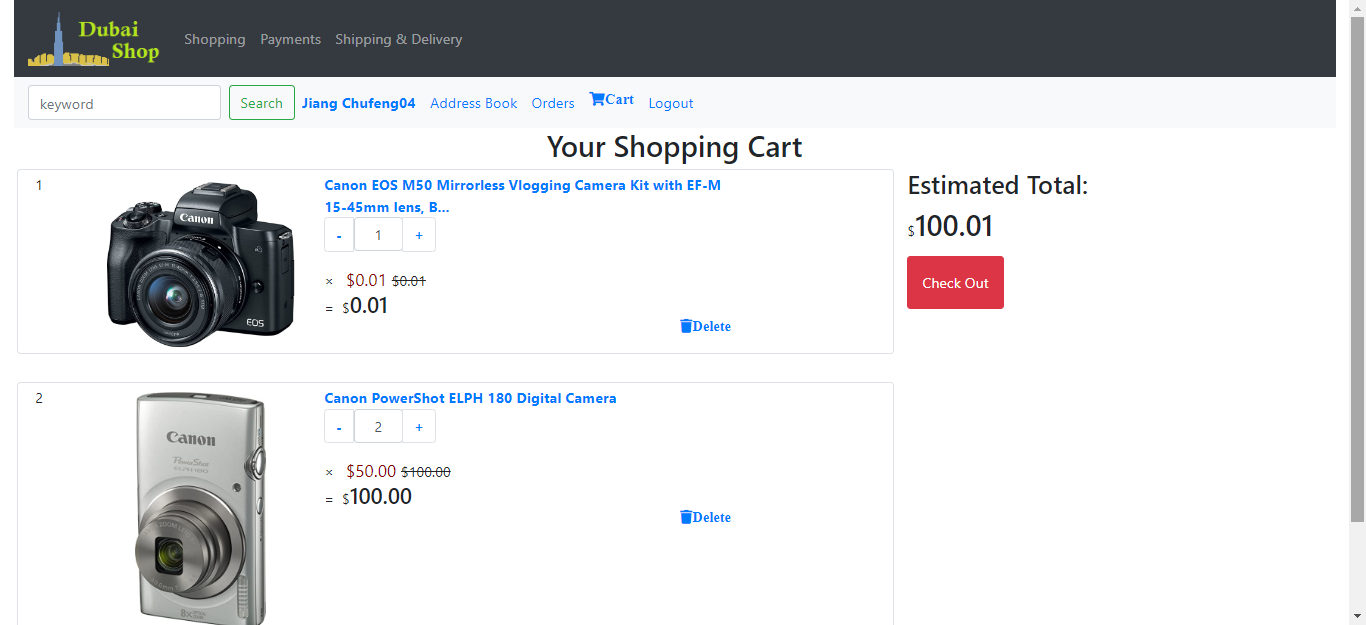 Dubai
Shop
Shopping Payments Shipping & Delivery
keyword Search Jiang Chufeng04 Address Book Orders Cart Logout
Your Shopping Cart
1
Canon
EOS
Canon EOS M50 Mirrorless Vlogging Camera Kit with EF-M
15-45mm lens, B...
- 1 +
× $0.01 $0.01
= $0.01
Delete
Estimated Total:
$100.01
Check Out
2
Canon
PowerShot
ELPH 180
8x
Canon PowerShot ELPH 180 Digital Camera
- 2 +
× $50.00 $100.00
= $100.00
Delete